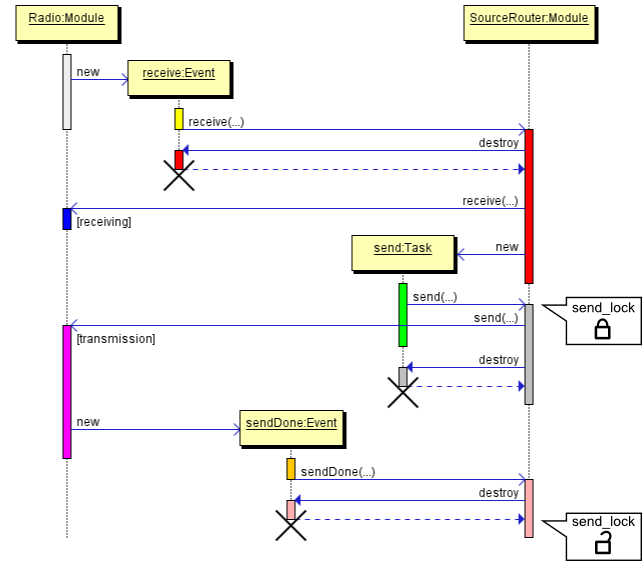 Radio:Module
SourceRouter:Module
new
receive:Event
receive(...)
destroy
receive(...)
[receiving]
send:Task
new
send(...)
send_lock
send(...)
[transmission]
destroy
new
sendDone:Event
sendDone(...)
destroy
send_lock